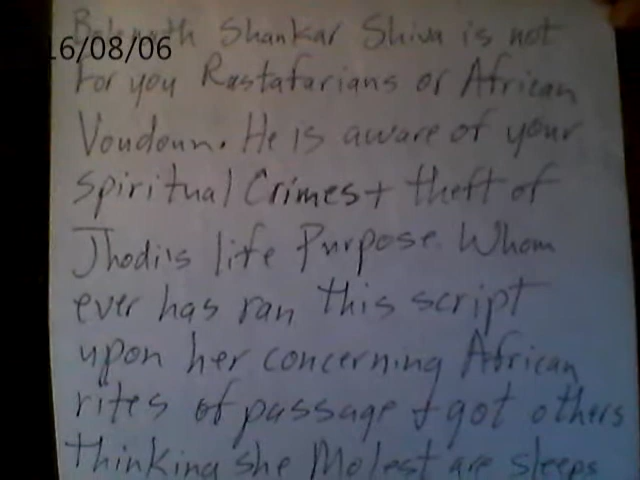 Shankar Shiva is not
16/08/06
For you Rastafarians or African
Voudoun. He is aware of your
Spiritual Crimes + theft of
Jhodi's life Purpose. Whom
ever has ran this script
upon her concerning African
rites of passage + got others
thinking she Molest are sleeps